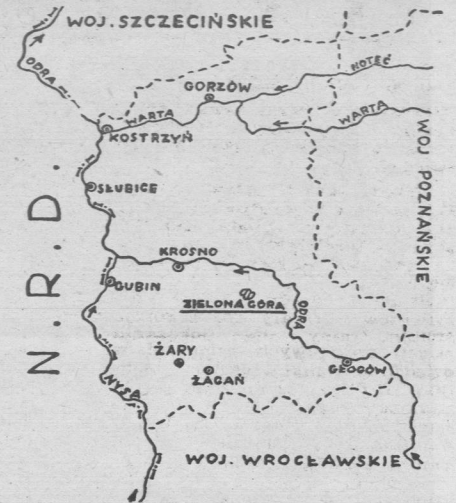 WOJ. SZCZECIŃSKIE
ODRA
NOTEĆ
GORZÓW
WARTA
WARTA
KOSTRZYŃ
WOJ. POZNAŃSKIE
SŁUBICE
N.R.D.
KROSNO
GUBIN
ZIELONA GÓRA
ODRA
ŻARY
ŻAGAŃ
GŁOGÓW
NYSA
WOJ. WROCŁAWSKIE